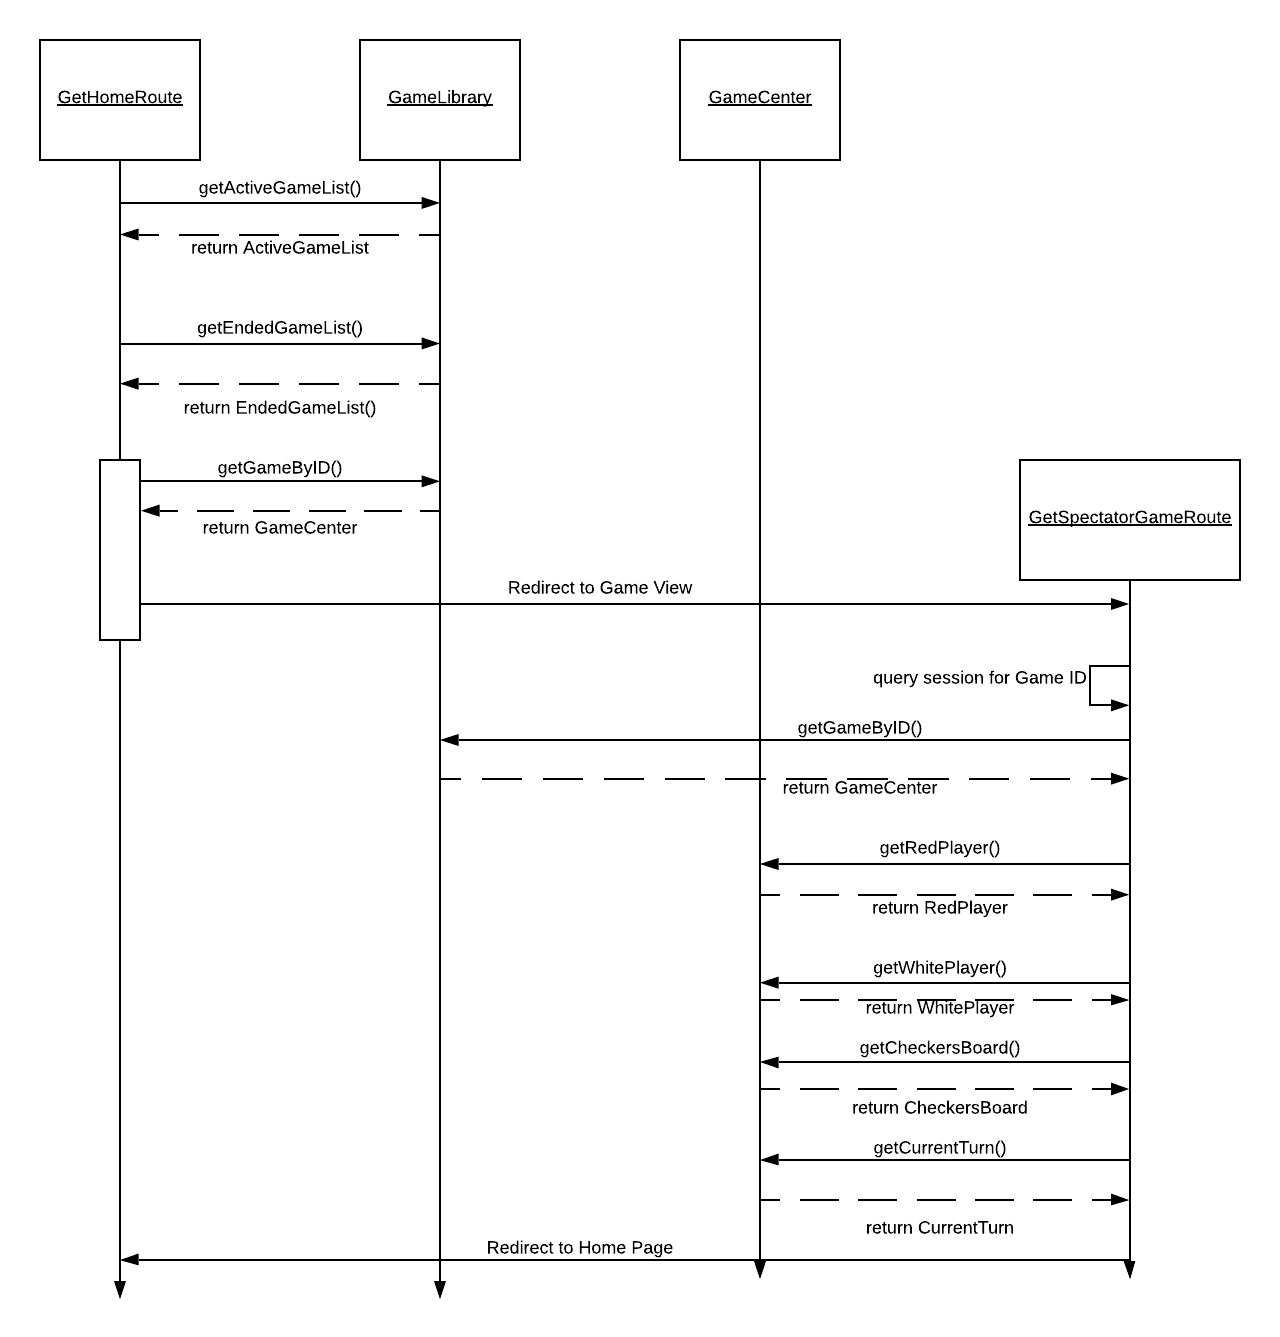 GetHomeRoute
GameLibrary
GameCenter
getActiveGameList()
return ActiveGameList
getEndedGameList()
return EndedGameList()
getGameByID()
return GameCenter
GetSpectatorGameRoute
Redirect to Game View
query session for Game ID
getGameByID()
return GameCenter
getRedPlayer()
return RedPlayer
getWhitePlayer()
return WhitePlayer
getCheckersBoard()
return CheckersBoard
getCurrentTurn()
return CurrentTurn
Redirect to Home Page